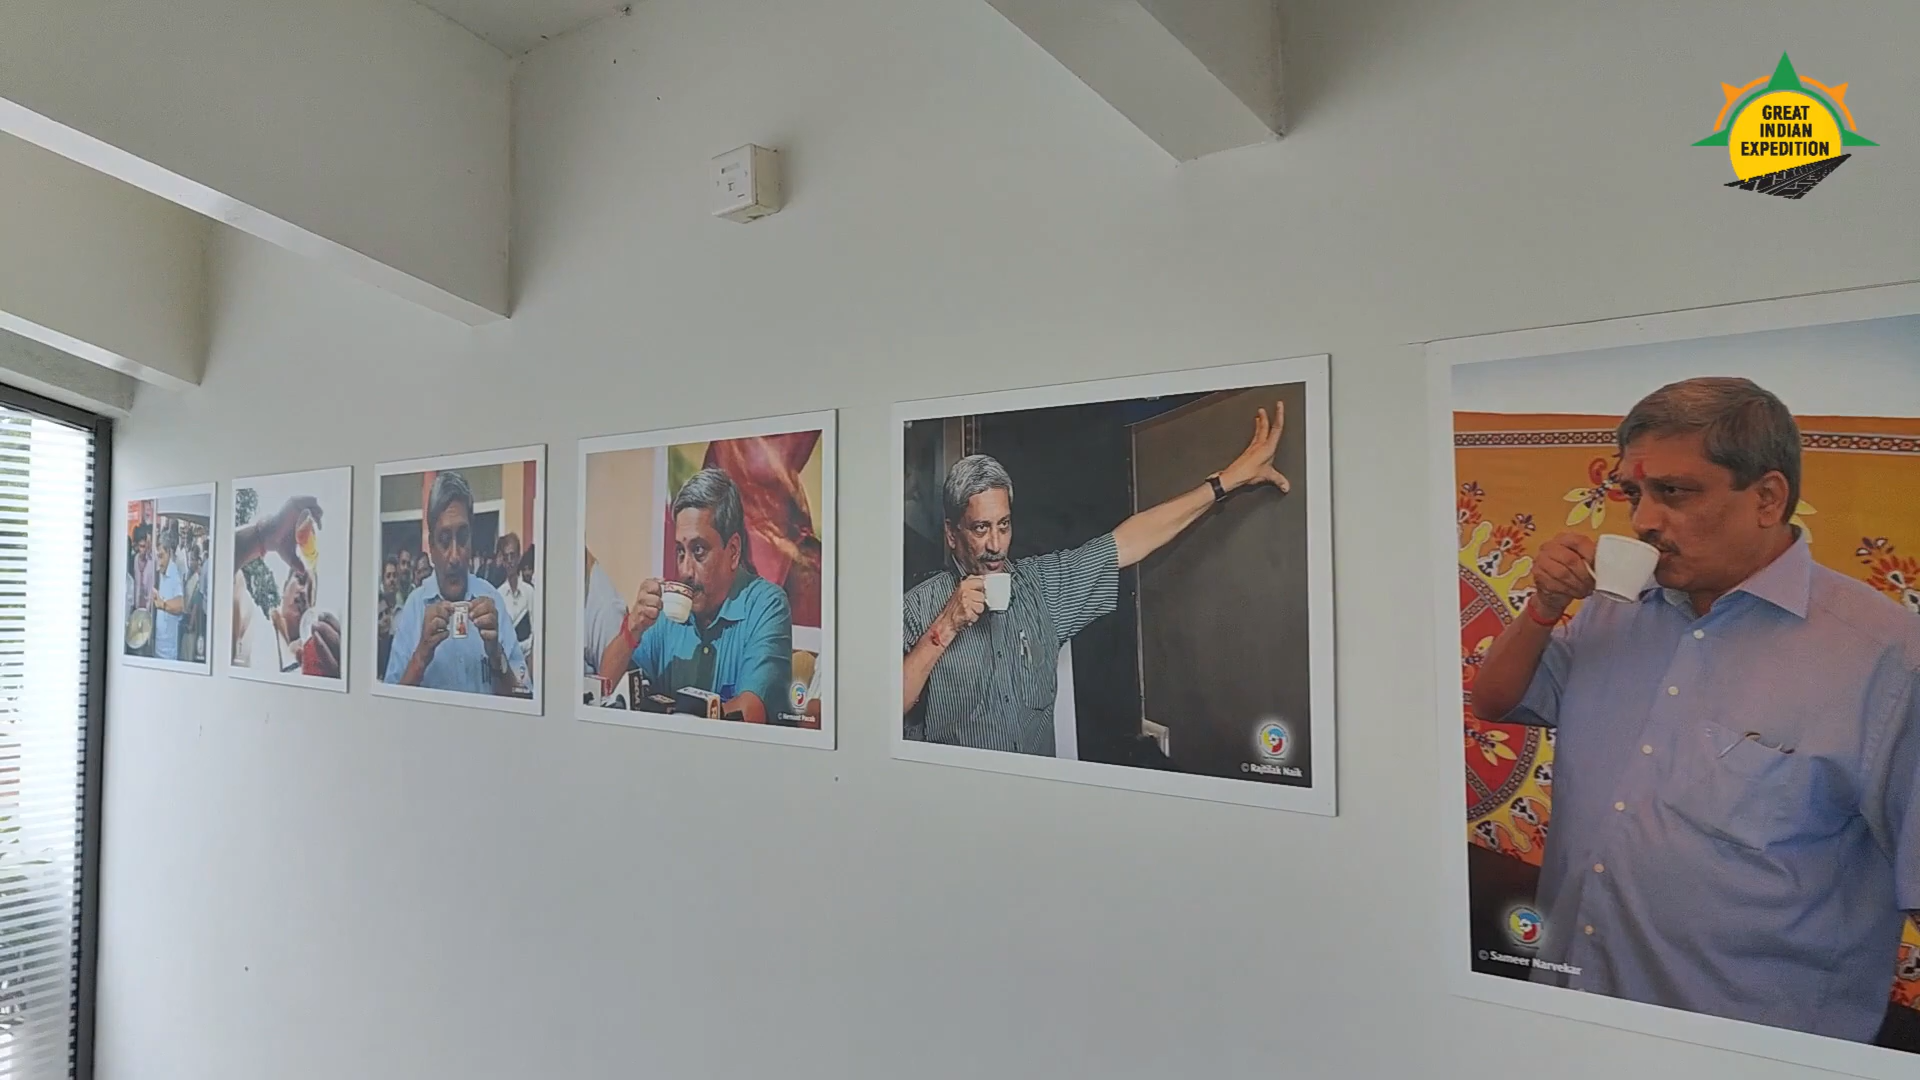 GREAT
INDIAN
EXPEDITION
© Rajtilak Naik
© Sameer Narvekar